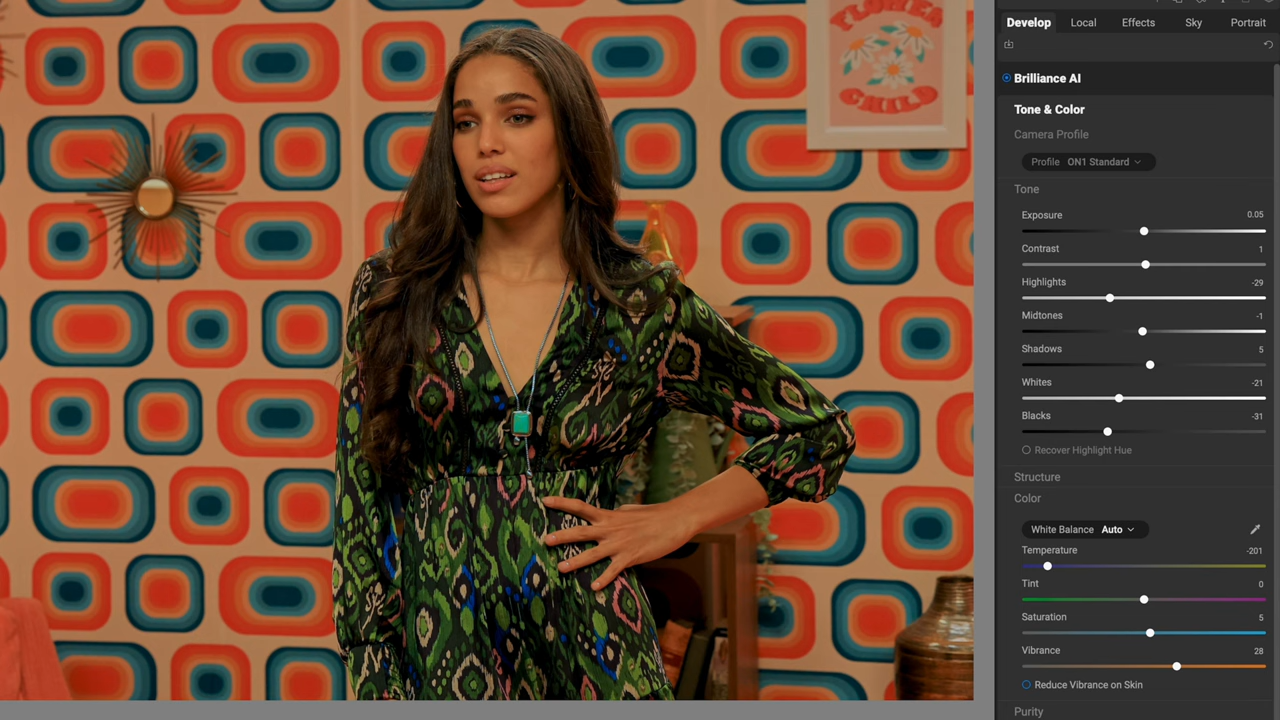 FLOWER
CHILD
Develop
Local
Effects
Sky
Portrait
Brilliance AI
Tone & Color
Camera Profile
Profile ON1 Standard
Tone
Exposure 0.05
Contrast 1
Highlights -29
Midtones -1
Shadows 5
Whites -21
Blacks -31
Recover Highlight Hue
Structure
Color
White Balance Auto
Temperature -201
Tint 0
Saturation 5
Vibrance 28
Reduce Vibrance on Skin
Purity